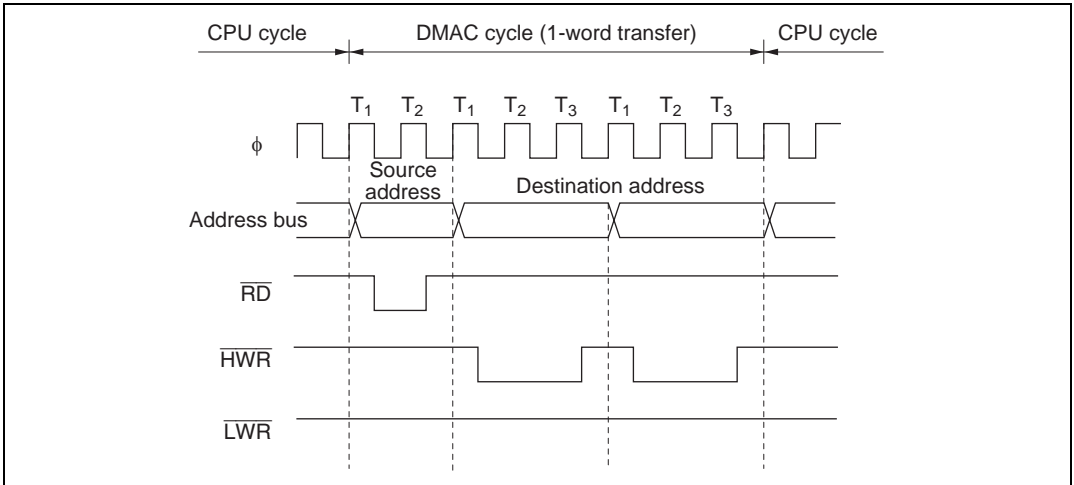 CPU cycle DMAC cycle (1-word transfer) CPU cycle
T1 T2 T1 T2 T3 T1 T2 T3
ϕ
Source
address
Destination address
Address bus
RD
HWR
LWR